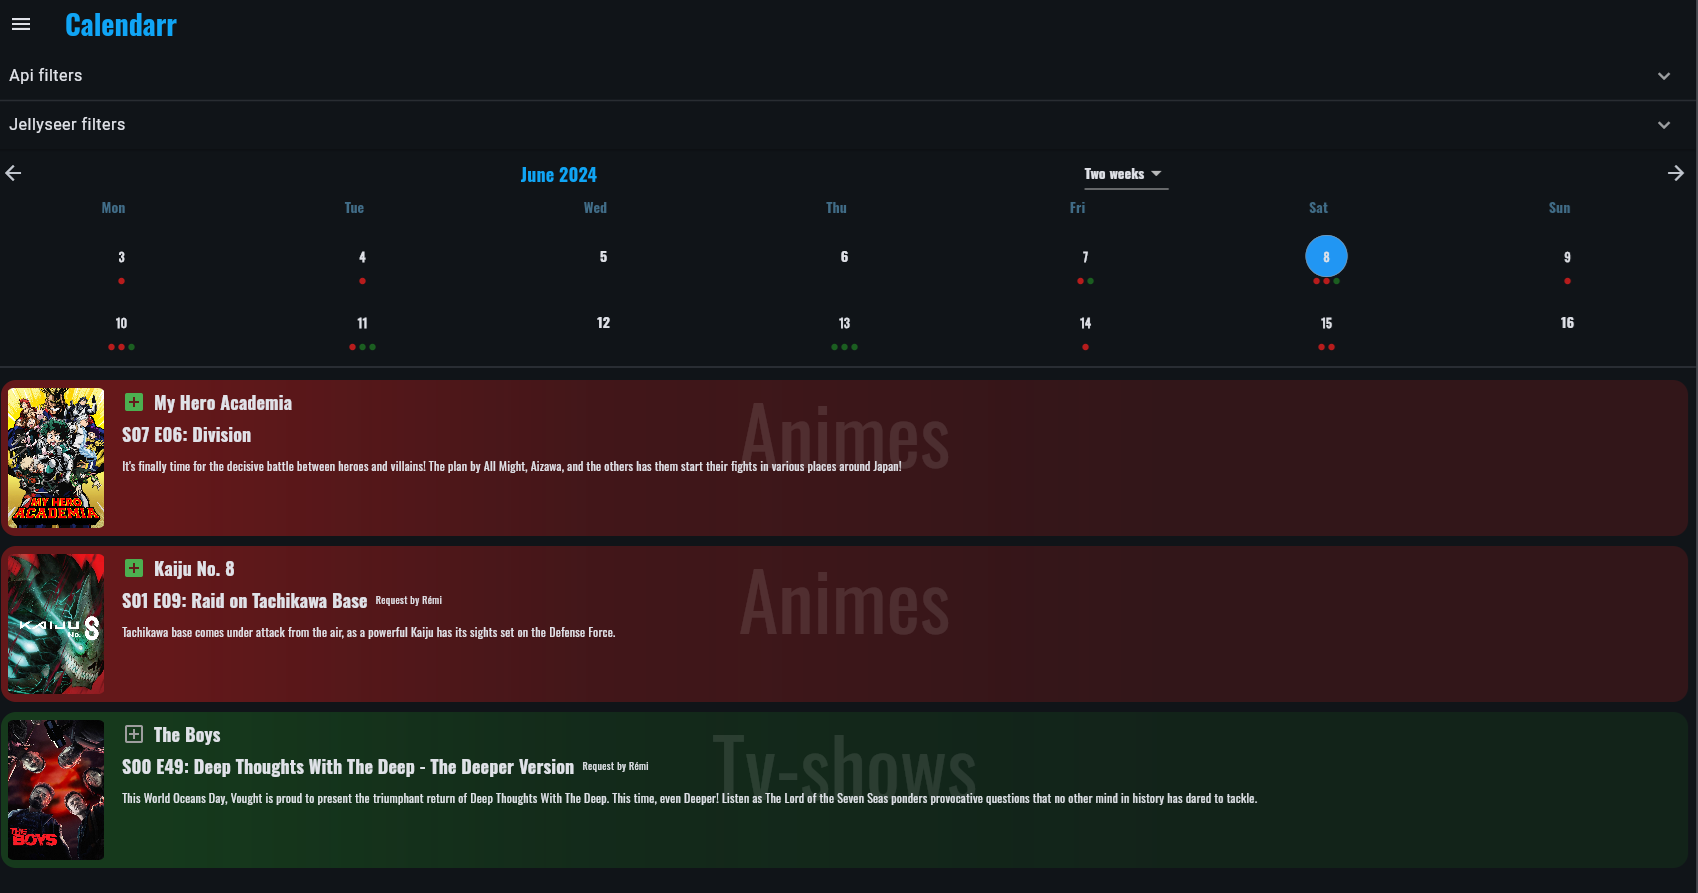 Calendarr
Api filters
Jellyseer filters
June 2024
Two weeks
Mon Tue Wed Thu Fri Sat Sun
3 4 5 6 7 8 9
10 11 12 13 14 15 16
Animes
My Hero Academia
S07 E06: Division
It's finally time for the decisive battle between heroes and villains! The plan by All Might, Aizawa, and the others has them start their fights in various places around Japan!
MY HERO
ACADEMIA
Animes
Kaiju No. 8
S01 E09: Raid on Tachikawa Base Request by Rémi
Tachikawa base comes under attack from the air, as a powerful Kaiju has its sights set on the Defense Force.
KAIJU No. 8
Tv-shows
The Boys
S00 E49: Deep Thoughts With The Deep - The Deeper Version Request by Rémi
This World Oceans Day, Vought is proud to present the triumphant return of Deep Thoughts With The Deep. This time, even Deeper! Listen as The Lord of the Seven Seas ponders provocative questions that no other mind in history has dared to tackle.
THE
BOYS